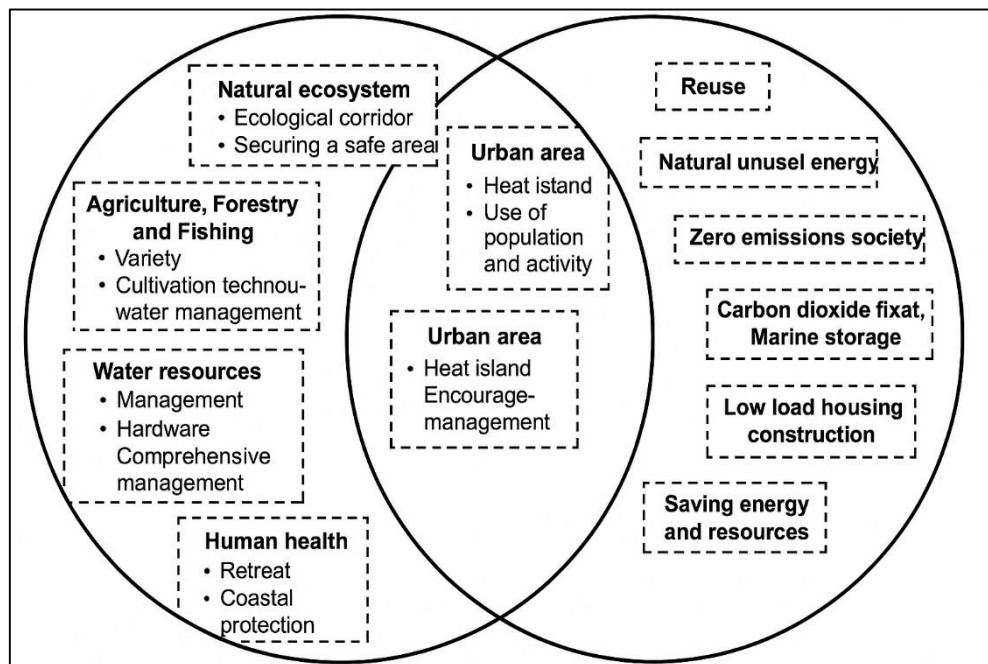 Natural ecosystem
• Ecological corridor
• Securing a safe area
Agriculture, Forestry
and Fishing
• Variety
• Cultivation technou-
water management
Water resources
• Management
• Hardware
Comprehensive
management
Human health
• Retreat
• Coastal
protection
Urban area
• Heat istand
• Use of
population
and activity
Urban area
• Heat island
Encourage-
management
Reuse
Natural unusel energy
Zero emissions society
Carbon dioxide fixat,
Marine storage
Low load housing
construction
Saving energy
and resources